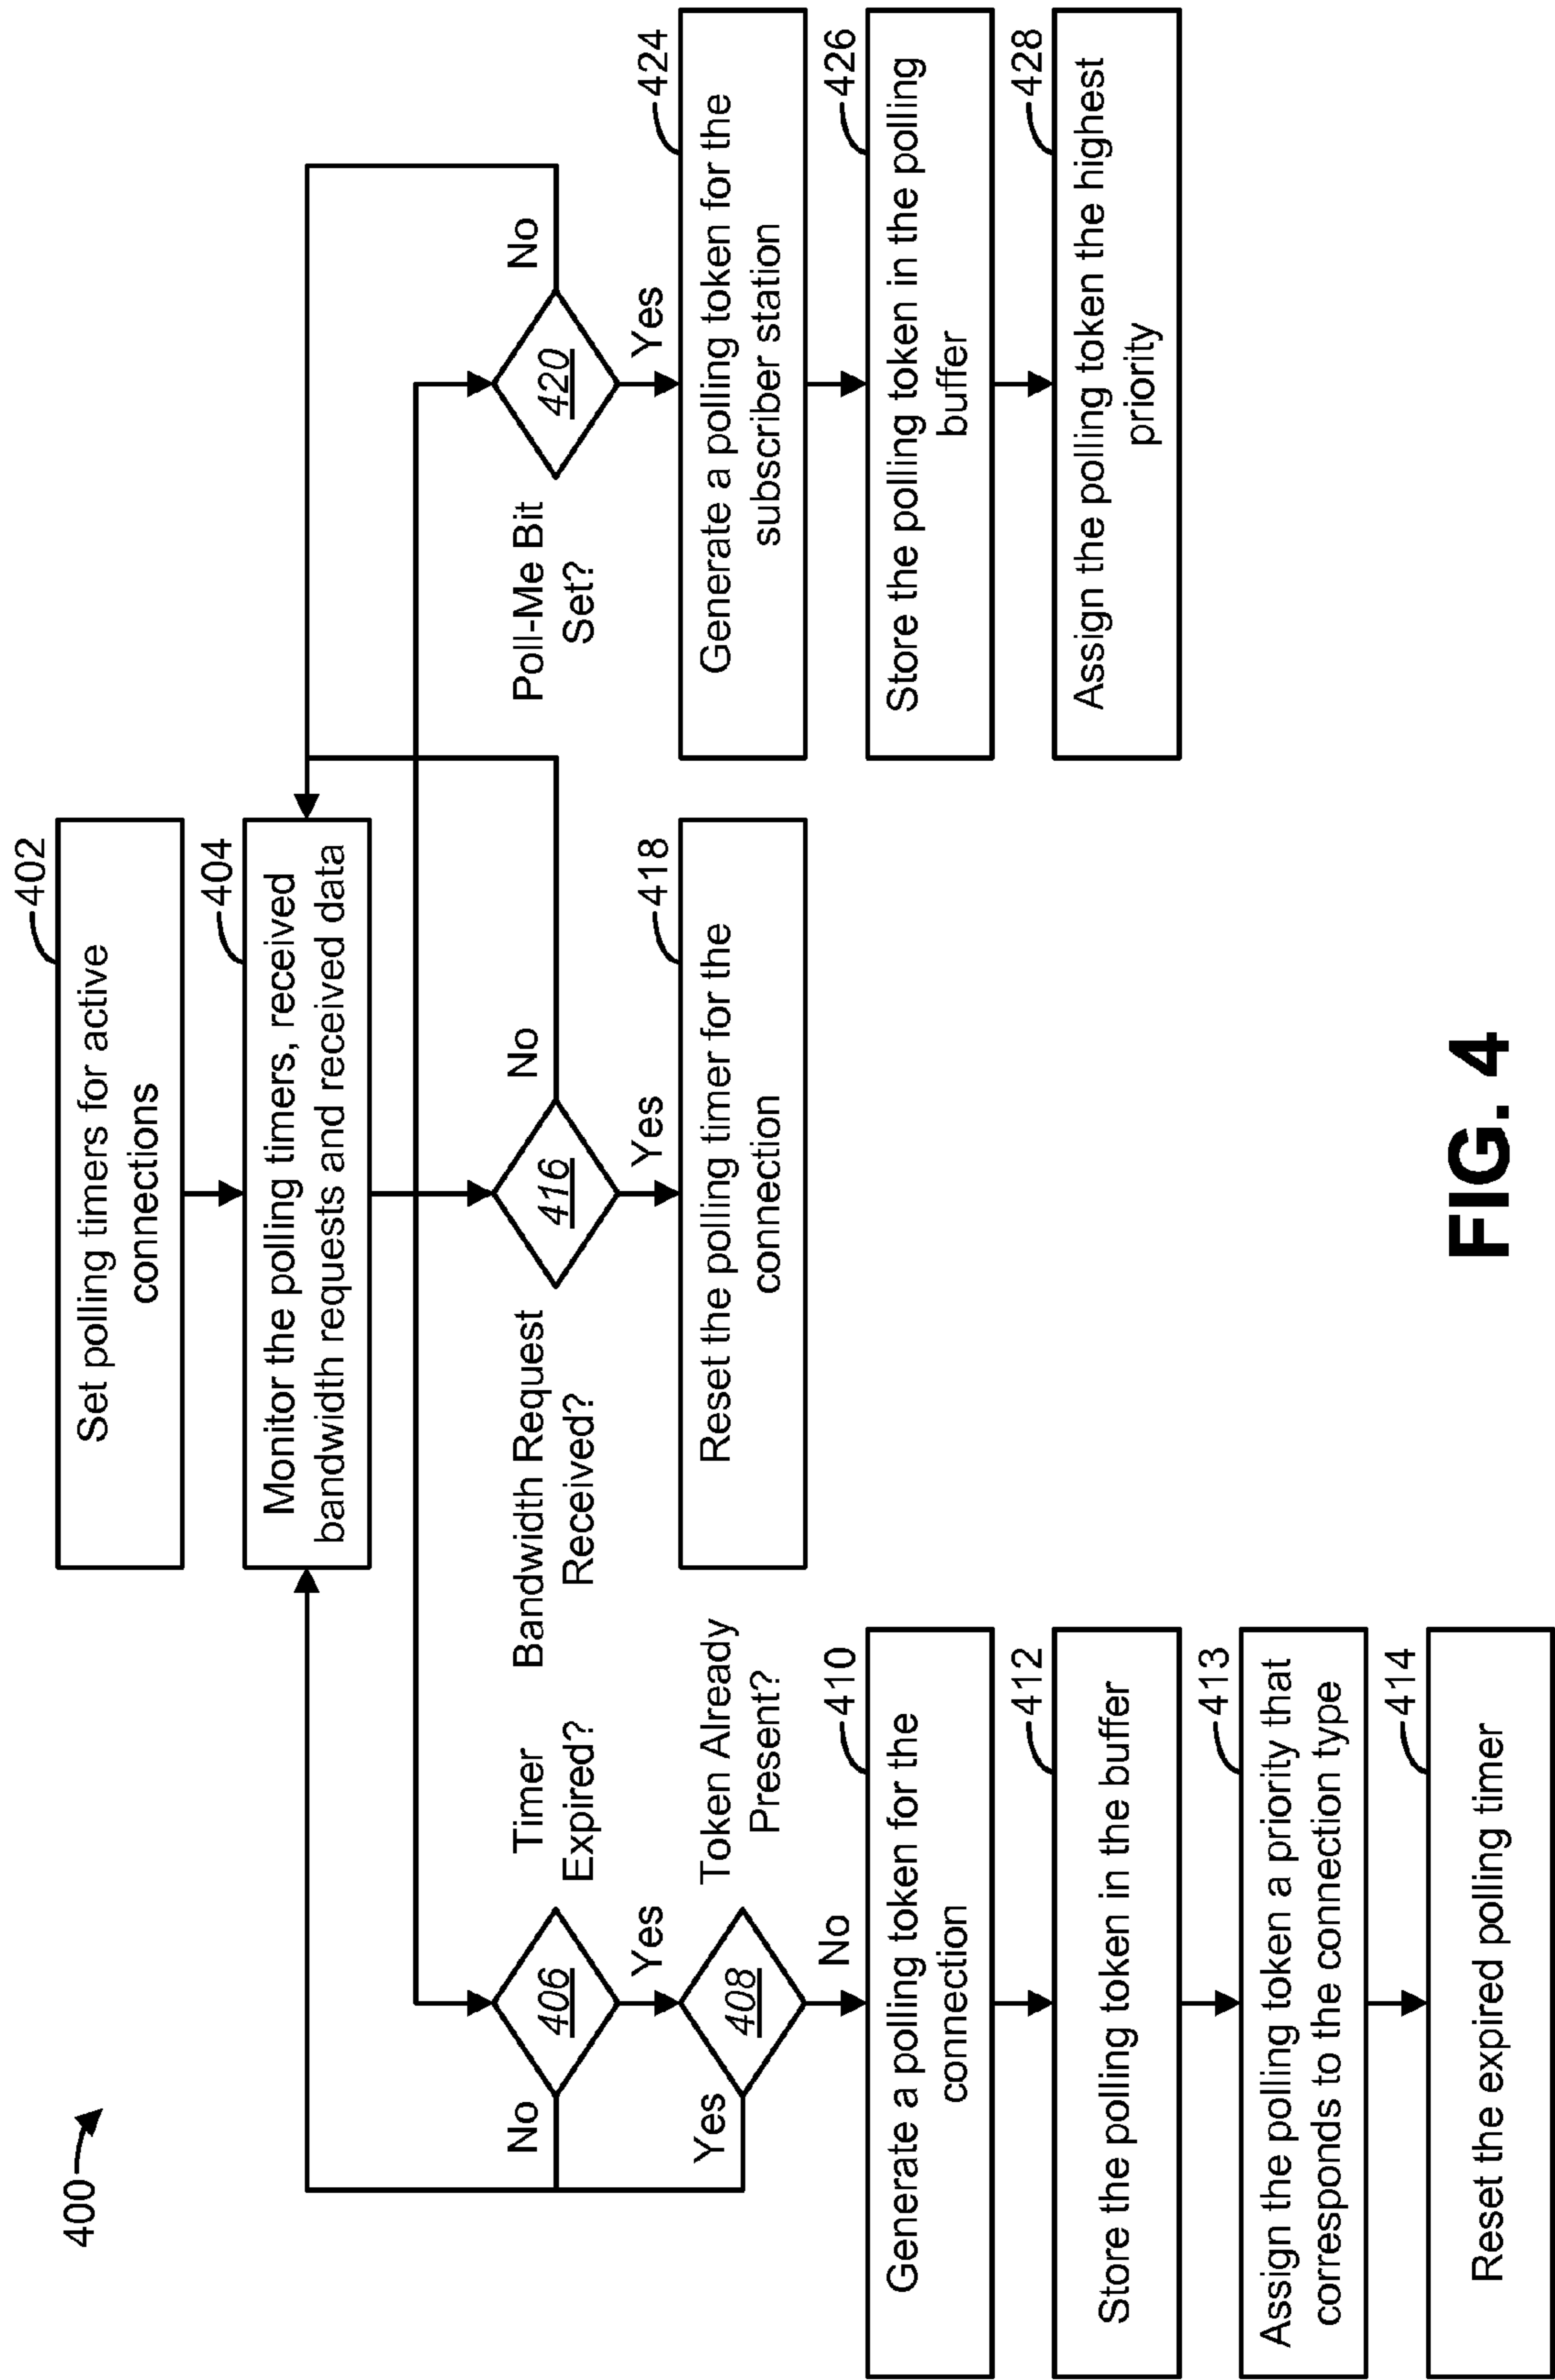 400
402
Set polling timers for active
connections
404
Monitor the polling timers, received
bandwidth requests and received data
Timer
Expired?
406
No
Yes
Token Already
Present?
408
Yes
No
410
Generate a polling token for the
connection
412
Store the polling token in the buffer
413
Assign the polling token a priority that
corresponds to the connection type
414
Reset the expired polling timer
Bandwidth Request
Received?
416
No
Yes
418
Reset the polling timer for the
connection
Poll-Me Bit
Set?
420
No
Yes
424
Generate a polling token for the
subscriber station
426
Store the polling token in the polling
buffer
428
Assign the polling token the highest
priority
FIG. 4